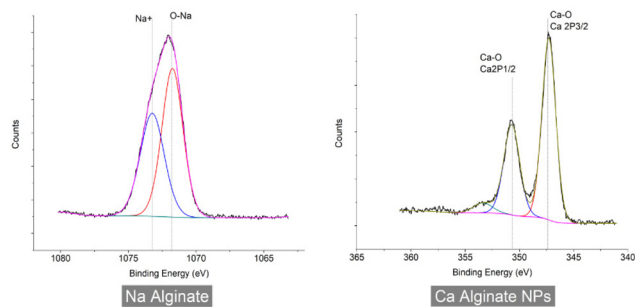 Na+
O-Na
Counts
1080
1075
1070
1065
Binding Energy (eV)
Na Alginate
Ca-O
Ca 2P3/2
Ca-O
Ca2P1/2
Counts
365
360
355
350
345
340
Binding Energy (eV)
Ca Alginate NPs